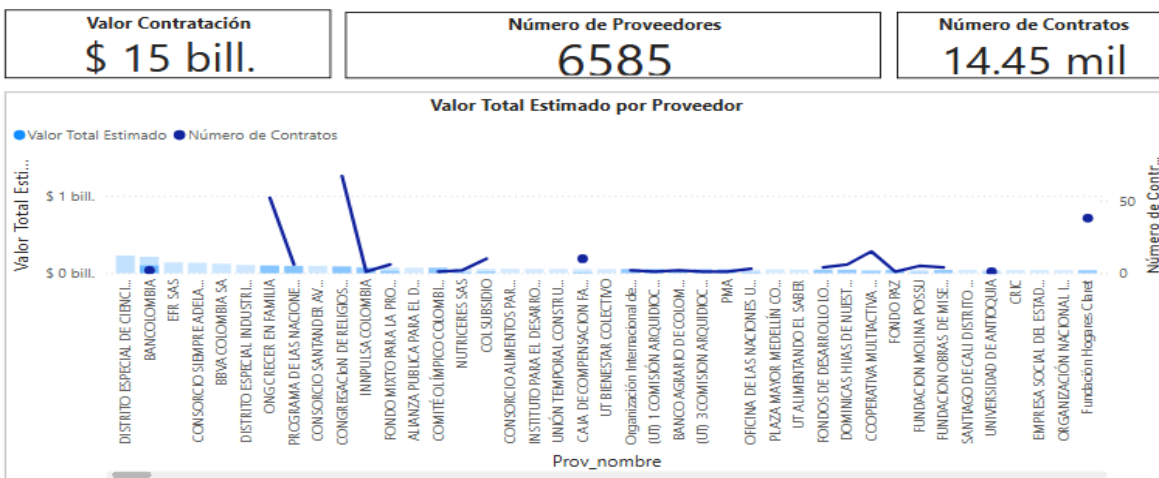 Valor Contratación
$ 15 bill.
Número de Proveedores
6585
Número de Contratos
14.45 mil
Valor Total Estimado por Proveedor
Valor Total Estimado
Número de Contratos
Valor Total Esti...
$ 1 bill.
$ 0 bill.
50
0
Número de Contr...
DISTRITO ESPECIAL DE CIENCI...
BANCOLOMBIA
EFR SAS
CONSORCIO SIEMPRE ADELA...
BBVA COLOMBIA SA
DISTRITO ESPECIAL INDUSTRI...
ONG CRECER EN FAMILIA
PROGRAMA DE LAS NACIONE...
CONSORCIO SANTANDER AV...
CONGREGACIoN DE RELIGIOS...
INNPULSA COLOMBIA
FONDO MIXTO PARA LA PRO...
ALIANZA PUBLICA PARA EL D...
COMITÉ OLÍMPICO COLOMBI...
NUTRICERES SAS
COLSUBSIDIO
CONSORCIO ALIMENTOS PAR...
INSTITUTO PARA EL DESARRO...
UNIÓN TEMPORAL CONSTRU...
CAJA DE COMPENSACION FA...
UT BIENESTAR COLECTIVO
Organización Internacional de...
(UT) 1 COMISIÓN ARQUIDIOC...
BANCO AGRARIO DE COLOM...
(UT) 3 COMISION ARQUIDIOC...
PMA
OFICINA DE LAS NACIONES U...
PLAZA MAYOR MEDELLÍN CO...
UT ALIMENTANDO EL SABER
FONDOS DE DESARROLLO LO...
DOMINICAS HIJAS DE NUEST...
COOPERATIVA MULTIACTIVA ...
FONDO PAZ
FUNDACION MOLINA POSSU
FUNDACION OBRAS DE MISE...
SANTIAGO DE CALI DISTRITO ...
UNIVERSIDAD DE ANTIOQUIA
CRIC
EMPRESA SOCIAL DEL ESTAD...
ORGANIZACIÓN NACIONAL I...
Fundación Hogares Claret
Prov_nombre